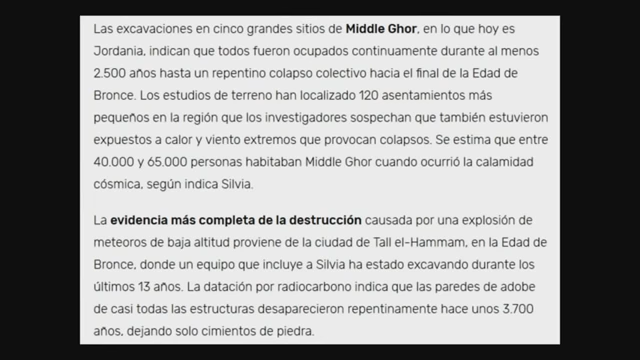 Las excavaciones en cinco grandes sitios de Middle Ghor, en lo que hoy es
Jordania, indican que todos fueron ocupados continuamente durante al menos
2.500 años hasta un repentino colapso colectivo hacia el final de la Edad de
Bronce. Los estudios de terreno han localizado 120 asentamientos más
pequeños en la región que los investigadores sospechan que también estuvieron
expuestos a calor y viento extremos que provocan colapsos. Se estima que entre
40.000 y 65.000 personas habitaban Middle Ghor cuando ocurrió la calamidad
cósmica, según indica Silvia.
La evidencia más completa de la destrucción causada por una explosión de
meteoros de baja altitud proviene de la ciudad de Tall el-Hammam, en la Edad de
Bronce, donde un equipo que incluye a Silvia ha estado excavando durante los
últimos 13 años. La datación por radiocarbono indica que las paredes de adobe
de casi todas las estructuras desaparecieron repentinamente hace unos 3.700
años, dejando solo cimientos de piedra.